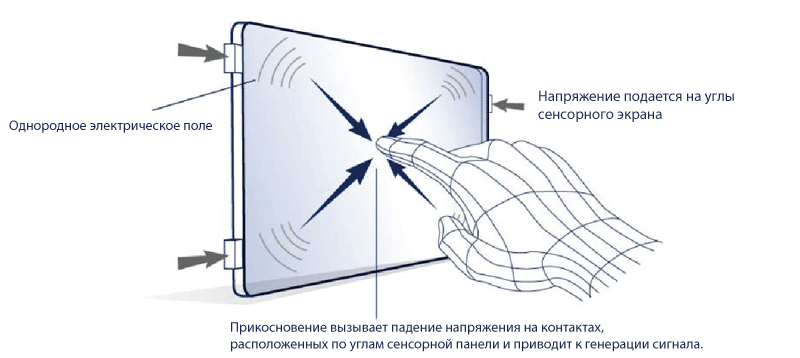 Напряжение подается на углы
сенсорного экрана
Однородное электрическое поле
Прикосновение вызывает падение напряжения на контактах,
расположенных по углам сенсорной панели и приводит к генерации сигнала.